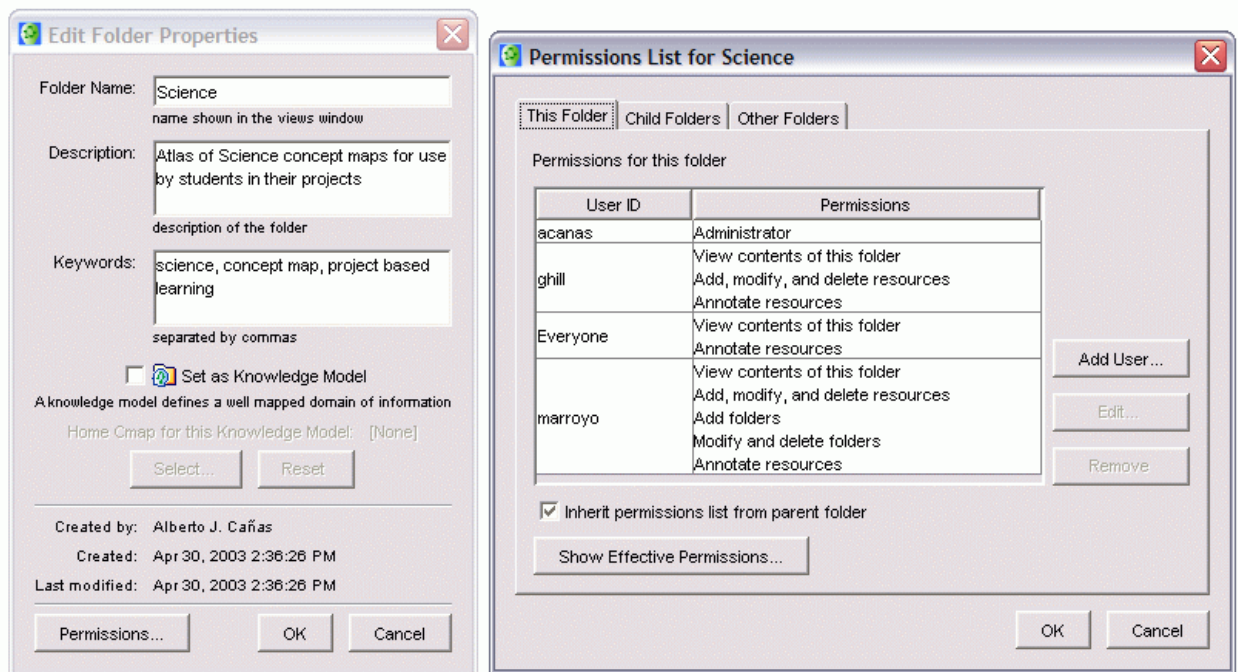 Edit Folder Properties
Folder Name: Science
name shown in the views window
Description: Atlas of Science concept maps for use
by students in their projects
description of the folder
Keywords: science, concept map, project based
learning
separated by commas
Set as Knowledge Model
A knowledge model defines a well mapped domain of information
Home Cmap for this Knowledge Model: [None]
Select... Reset
Created by: Alberto J. Cañas
Created: Apr 30, 2003 2:36:26 PM
Last modified: Apr 30, 2003 2:36:26 PM
Permissions... OK Cancel
Permissions List for Science
This Folder Child Folders Other Folders
Permissions for this folder
User ID Permissions
acanas Administrator
View contents of this folder
ghill Add, modify, and delete resources
Annotate resources
Everyone View contents of this folder
Annotate resources
View contents of this folder
Add, modify, and delete resources
marroyo Add folders
Modify and delete folders
Annotate resources
Add User...
Edit...
Remove
Inherit permissions list from parent folder
Show Effective Permissions...
OK Cancel